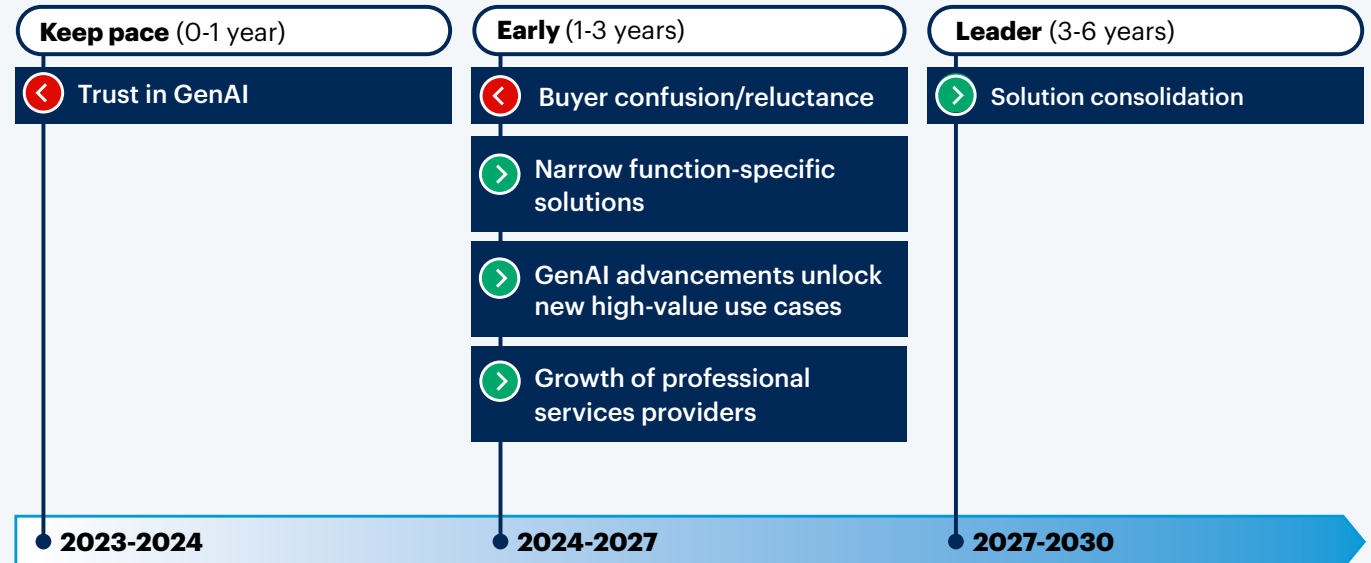 Keep pace (0-1 year)
Trust in GenAI
Early (1-3 years)
Buyer confusion/reluctance
Narrow function-specific
solutions
GenAI advancements unlock
new high-value use cases
Growth of professional
services providers
Leader (3-6 years)
Solution consolidation
2023-2024
2024-2027
2027-2030